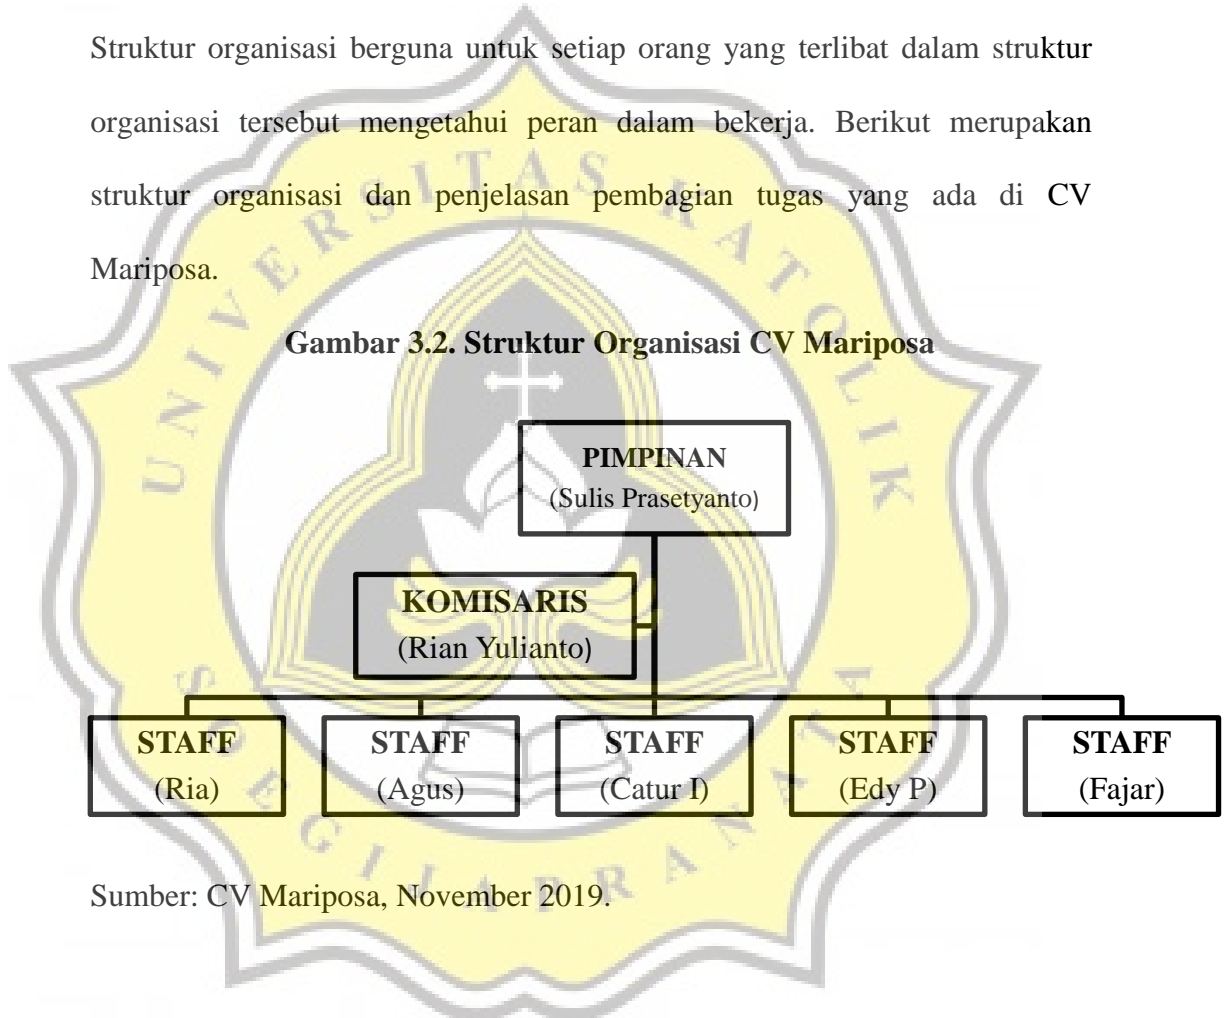 Struktur organisasi berguna untuk setiap orang yang terlibat dalam struktur
organisasi tersebut mengetahui peran dalam bekerja. Berikut merupakan
struktur organisasi dan penjelasan pembagian tugas yang ada di CV
Mariposa.
Gambar 3.2. Struktur Organisasi CV Mariposa
PIMPINAN
(Sulis Prasetyanto)
KOMISARIS
(Rian Yulianto)
STAFF
(Ria)
STAFF
(Agus)
STAFF
(Catur I)
STAFF
(Edy P)
STAFF
(Fajar)
Sumber: CV Mariposa, November 2019.
UNIVERSITAS KATOLIK
SOEGIJAPRANATA